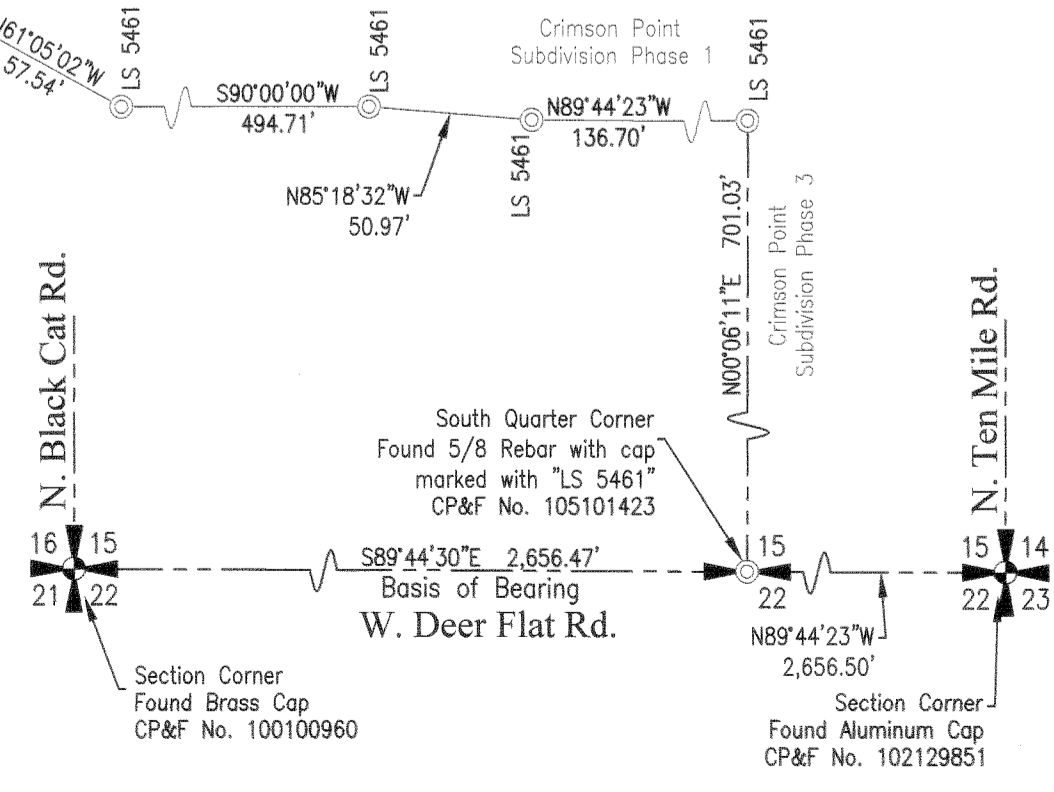 N61°05'02"W
57.54'
LS 5461
S90°00'00"W
494.71'
LS 5461
N85°18'32"W
50.97'
LS 5461
N89°44'23"W
136.70'
Crimson Point
Subdivision Phase 1
LS 5461
N00°06'11"E 701.03'
Crimson Point
Subdivision Phase 3
N. Black Cat Rd.
N. Ten Mile Rd.
South Quarter Corner
Found 5/8 Rebar with cap
marked with "LS 5461"
CP&F No. 105101423
16 15
21 22
S89°44'30"E 2,656.47'
Basis of Bearing
W. Deer Flat Rd.
15
22
N89°44'23"W
2,656.50'
15 14
22 23
Section Corner
Found Brass Cap
CP&F No. 100100960
Section Corner
Found Aluminum Cap
CP&F No. 102129851